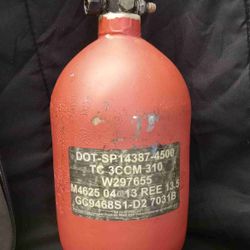 DOT-SP14387-4500
TC 3CCM 310
W297655
M4625 04 13 REE 13.5
GG9468S1-D2 7031B